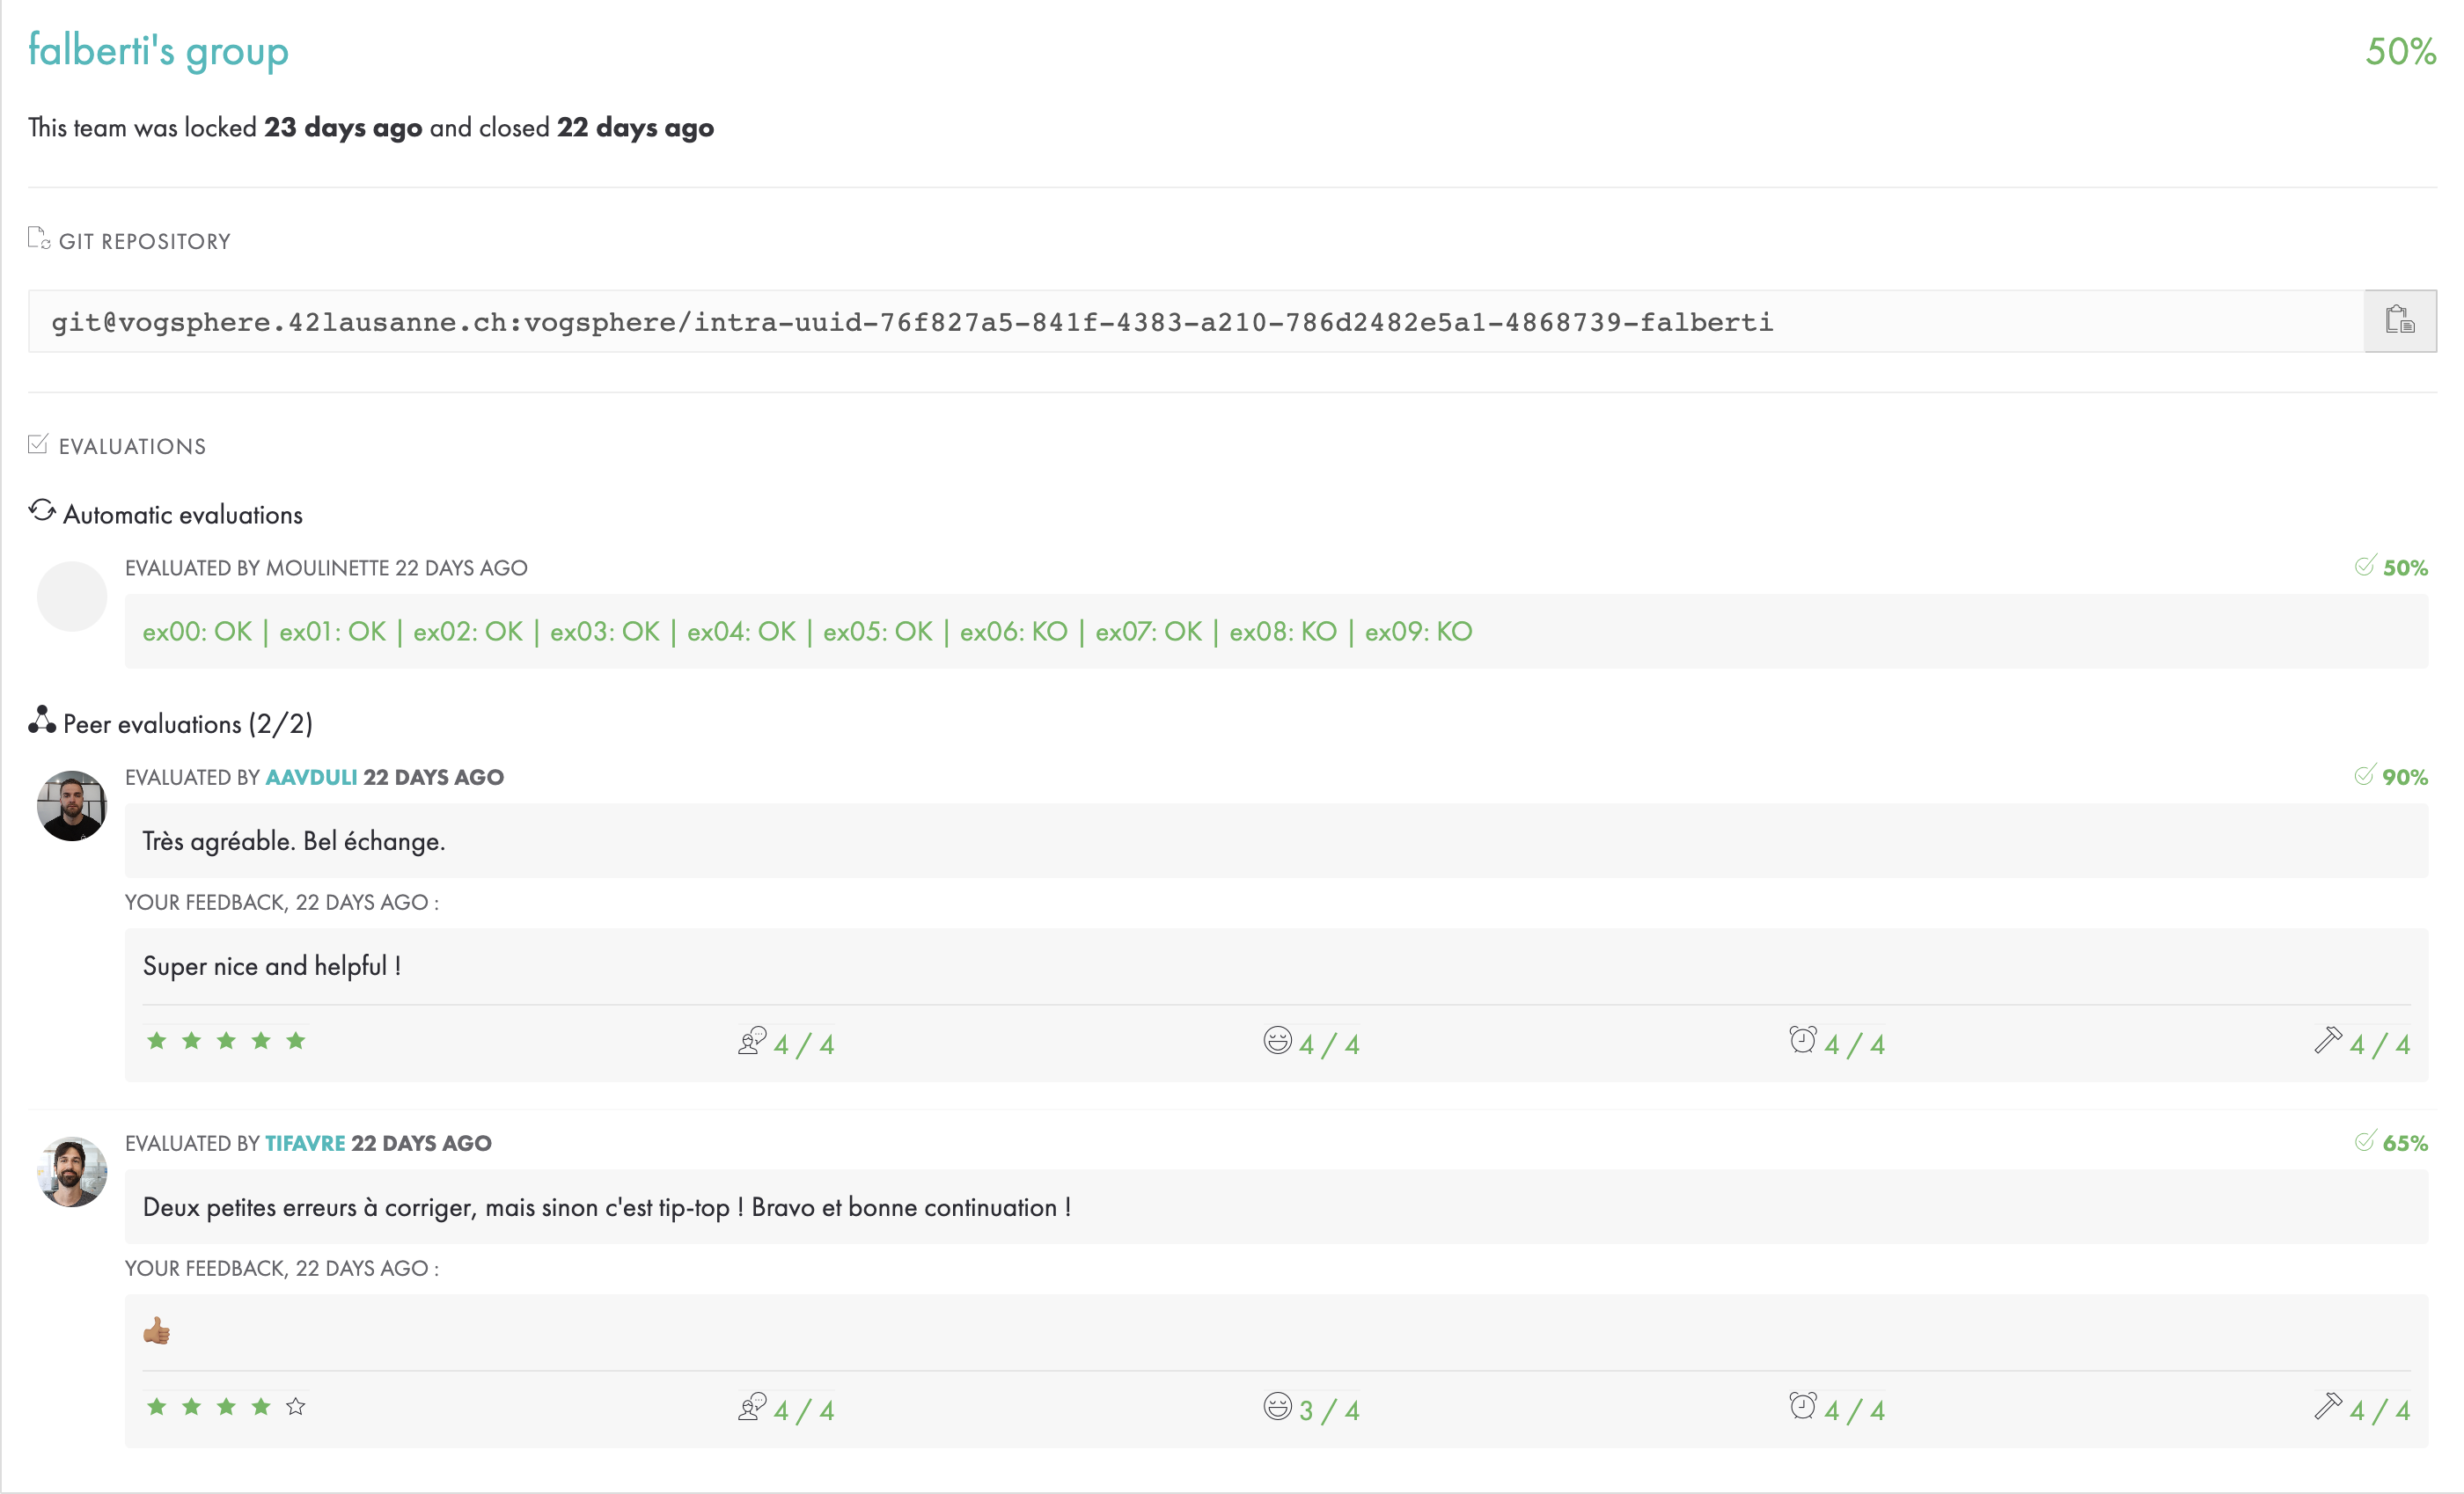 falberti's group 50%
This team was locked 23 days ago and closed 22 days ago
GIT REPOSITORY
git@vogsphere.42lausanne.ch:vogsphere/intra-uuid-76f827a5-841f-4383-a210-786d2482e5a1-4868739-falberti
EVALUATIONS
Automatic evaluations
EVALUATED BY MOULINETTE 22 DAYS AGO 50%
ex00: OK | ex01: OK | ex02: OK | ex03: OK | ex04: OK | ex05: OK | ex06: KO | ex07: OK | ex08: KO | ex09: KO
Peer evaluations (2/2)
EVALUATED BY AAVDULI 22 DAYS AGO 90%
Très agréable. Bel échange.
YOUR FEEDBACK, 22 DAYS AGO :
Super nice and helpful !
4 / 4 4 / 4 4 / 4 4 / 4
EVALUATED BY TIFAVRE 22 DAYS AGO 65%
Deux petites erreurs à corriger, mais sinon c'est tip-top ! Bravo et bonne continuation !
YOUR FEEDBACK, 22 DAYS AGO :
👍🏽
4 / 4 3 / 4 4 / 4 4 / 4